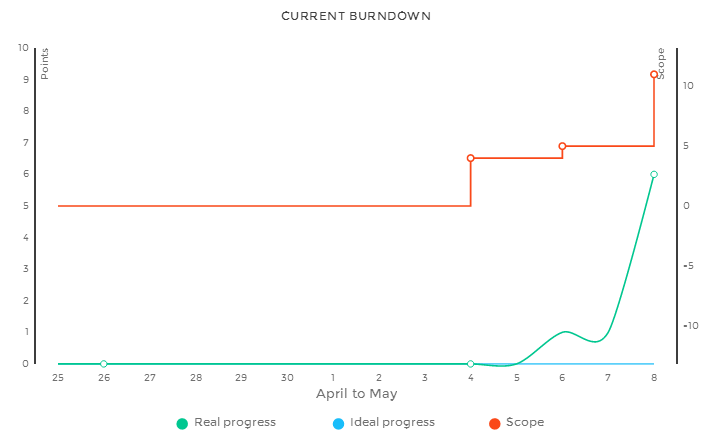 CURRENT BURNDOWN
Points
Scope
10
9
8
7
6
5
4
3
2
1
0
10
5
0
-5
-10
25 26 27 28 29 30 1 2 3 4 5 6 7 8
April to May
Real progress Ideal progress Scope